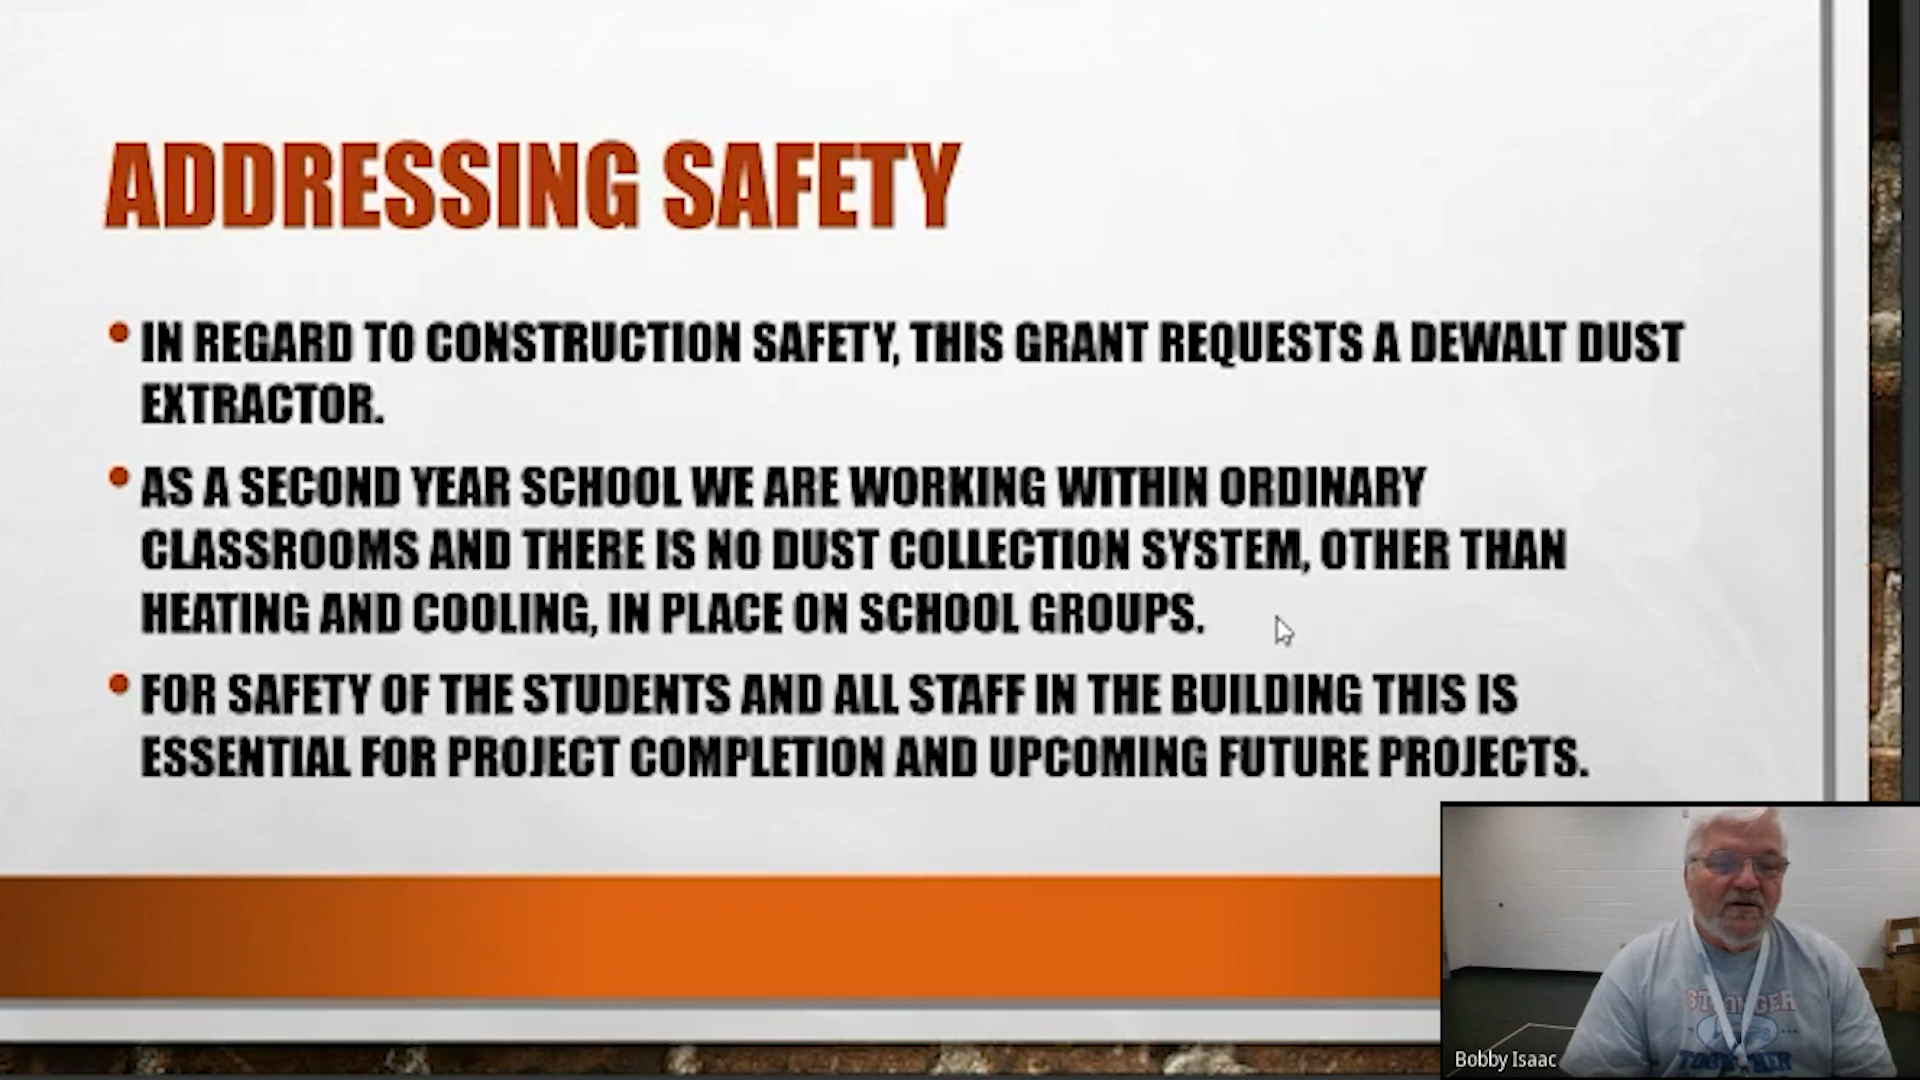 ADDRESSING SAFETY
IN REGARD TO CONSTRUCTION SAFETY, THIS GRANT REQUESTS A DEWALT DUST
EXTRACTOR.
AS A SECOND YEAR SCHOOL WE ARE WORKING WITHIN ORDINARY
CLASSROOMS AND THERE IS NO DUST COLLECTION SYSTEM, OTHER THAN
HEATING AND COOLING, IN PLACE ON SCHOOL GROUPS.
FOR SAFETY OF THE STUDENTS AND ALL STAFF IN THE BUILDING THIS IS
ESSENTIAL FOR PROJECT COMPLETION AND UPCOMING FUTURE PROJECTS.
STRONGER
TOGETHER
Bobby Isaac